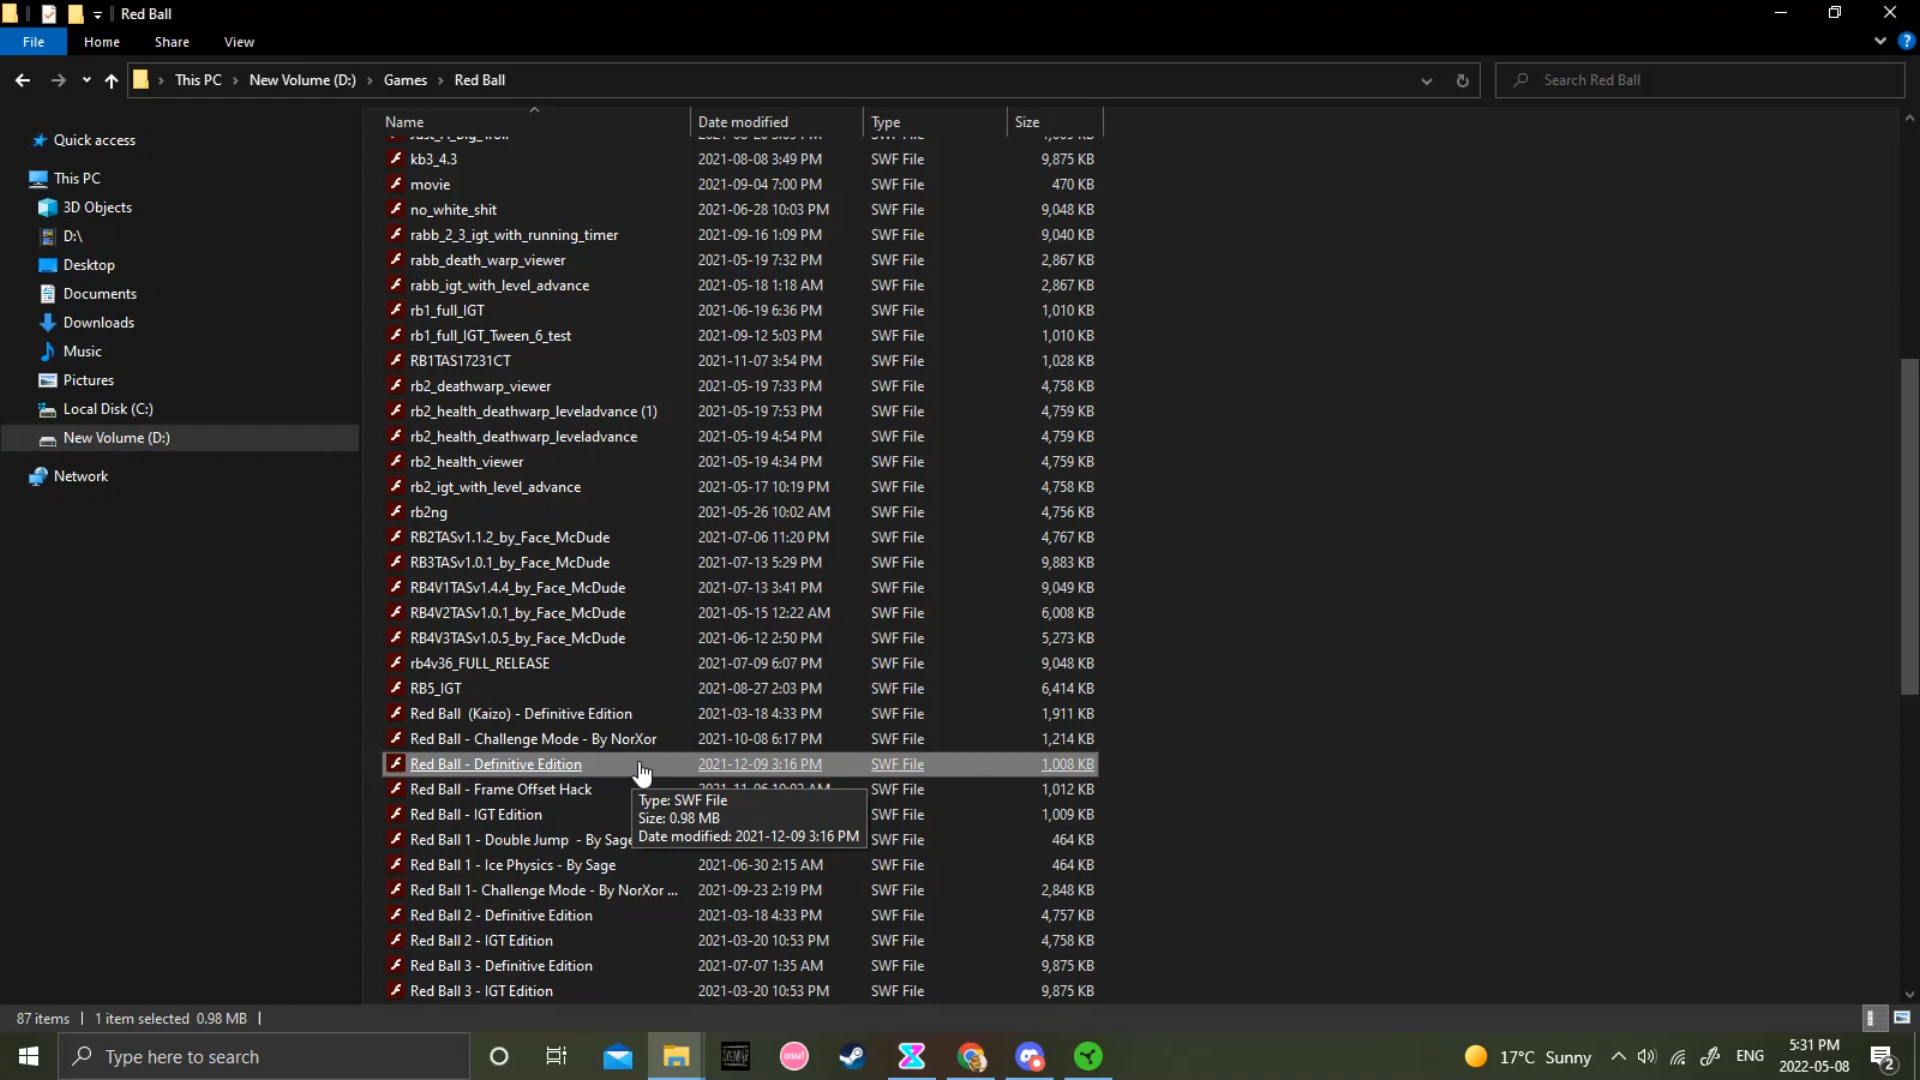 Red Ball
File Home Share View
This PC New Volume (D:) Games Red Ball
Search Red Ball
Name Date modified Type Size
Quick access
This PC
3D Objects
D:\
Desktop
Documents
Downloads
Music
Pictures
Local Disk (C:)
New Volume (D:)
Network
kb3_4.3 2021-08-08 3:49 PM SWF File 9,875 KB
movie 2021-09-04 7:00 PM SWF File 470 KB
no_white_shit 2021-06-28 10:03 PM SWF File 9,048 KB
rabb_2_3_igt_with_running_timer 2021-09-16 1:09 PM SWF File 9,040 KB
rabb_death_warp_viewer 2021-05-19 7:32 PM SWF File 2,867 KB
rabb_igt_with_level_advance 2021-05-18 1:18 AM SWF File 2,867 KB
rb1_full_IGT 2021-06-19 6:36 PM SWF File 1,010 KB
rb1_full_IGT_Tween_6_test 2021-09-12 5:03 PM SWF File 1,010 KB
RB1TAS17231CT 2021-11-07 3:54 PM SWF File 1,028 KB
rb2_deathwarp_viewer 2021-05-19 7:33 PM SWF File 4,758 KB
rb2_health_deathwarp_leveladvance (1) 2021-05-19 7:53 PM SWF File 4,759 KB
rb2_health_deathwarp_leveladvance 2021-05-19 4:54 PM SWF File 4,759 KB
rb2_health_viewer 2021-05-19 4:34 PM SWF File 4,759 KB
rb2_igt_with_level_advance 2021-05-17 10:19 PM SWF File 4,758 KB
rb2ng 2021-05-26 10:02 AM SWF File 4,756 KB
RB2TASv1.1.2_by_Face_McDude 2021-07-06 11:20 PM SWF File 4,767 KB
RB3TASv1.0.1_by_Face_McDude 2021-07-13 5:29 PM SWF File 9,883 KB
RB4V1TASv1.4.4_by_Face_McDude 2021-07-13 3:41 PM SWF File 9,049 KB
RB4V2TASv1.0.1_by_Face_McDude 2021-05-15 12:22 AM SWF File 6,008 KB
RB4V3TASv1.0.5_by_Face_McDude 2021-06-12 2:50 PM SWF File 5,273 KB
rb4v36_FULL_RELEASE 2021-07-09 6:07 PM SWF File 9,048 KB
RB5_IGT 2021-08-27 2:03 PM SWF File 6,414 KB
Red Ball (Kaizo) - Definitive Edition 2021-03-18 4:33 PM SWF File 1,911 KB
Red Ball - Challenge Mode - By NorXor 2021-10-08 6:17 PM SWF File 1,214 KB
Red Ball - Definitive Edition 2021-12-09 3:16 PM SWF File 1,008 KB
Red Ball - Frame Offset Hack SWF File 1,012 KB
Type: SWF File
Red Ball - IGT Edition SWF File 1,009 KB
Size: 0.98 MB
Date modified: 2021-12-09 3:16 PM
Red Ball 1 - Double Jump - By Sage SWF File 464 KB
Red Ball 1 - Ice Physics - By Sage 2021-06-30 2:15 AM SWF File 464 KB
Red Ball 1- Challenge Mode - By NorXor ... 2021-09-23 2:19 PM SWF File 2,848 KB
Red Ball 2 - Definitive Edition 2021-03-18 4:33 PM SWF File 4,757 KB
Red Ball 2 - IGT Edition 2021-03-20 10:53 PM SWF File 4,758 KB
Red Ball 3 - Definitive Edition 2021-07-07 1:35 AM SWF File 9,875 KB
Red Ball 3 - IGT Edition 2021-03-20 10:53 PM SWF File 9,875 KB
87 items 1 item selected 0.98 MB
Type here to search
osu!
17°C Sunny
ENG
5:31 PM
2022-05-08
2